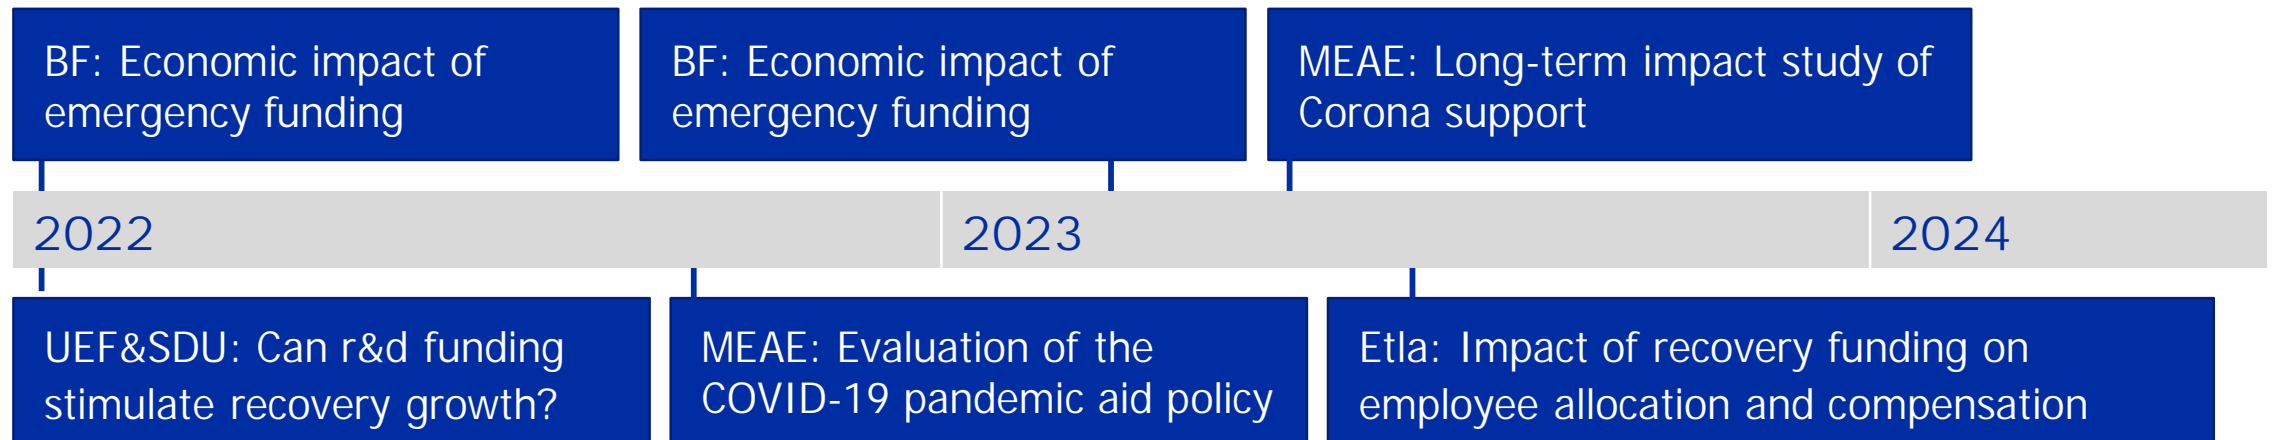 BF: Economic impact of
emergency funding
BF: Economic impact of
emergency funding
MEAE: Long-term impact study of
Corona support
2022
2023
2024
UEF&SDU: Can r&d funding
stimulate recovery growth?
MEAE: Evaluation of the
COVID-19 pandemic aid policy
Etla: Impact of recovery funding on
employee allocation and compensation